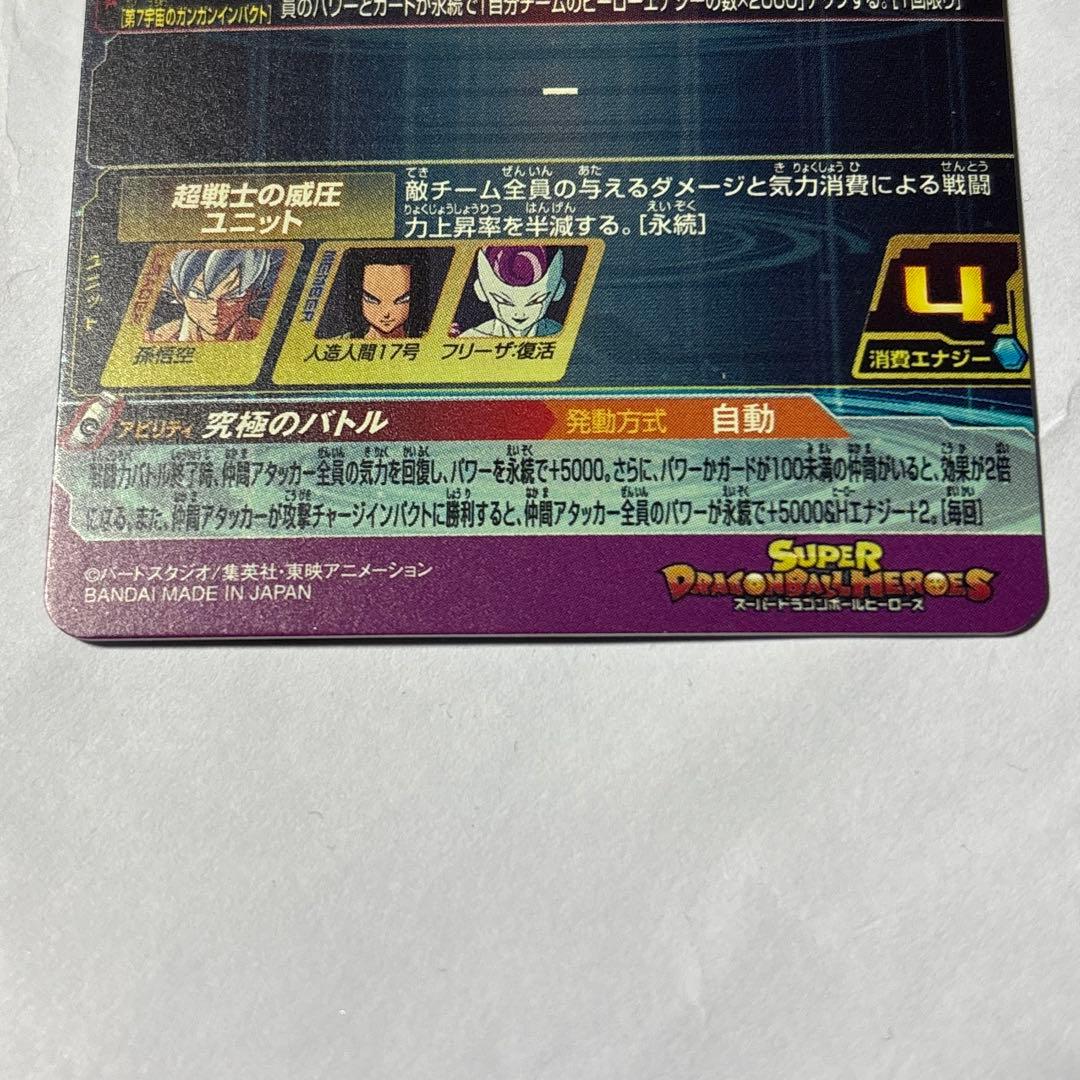 [第7宇宙のガンガンインパクト]
員のパワーとガードが永続で「自分チームのヒーローエナジーの数×2000」アップする。[1回限り]
ー
超戦士の威圧
ユニット
敵チーム全員の与えるダメージと気力消費による戦闘
力上昇率を半減する。[永続]
ユニット
LEADER
孫悟空
MEMBER
人造人間17号
フリーザ:復活
4
消費エナジー
アビリティ 究極のバトル
発動方式 自動
戦闘力バトル終了時、仲間アタッカー全員の気力を回復し、パワーを永続で+5000。さらに、パワーかガードが100未満の仲間がいると、効果が2倍
になる。また、仲間アタッカーが攻撃チャージインパクトに勝利すると、仲間アタッカー全員のパワーが永続で+5000&Hエナジー+2。[毎回]
©バードスタジオ/集英社・東映アニメーション
BANDAI MADE IN JAPAN
SUPER
DRAGONBALL HEROES
スーパードラゴンボールヒーローズ